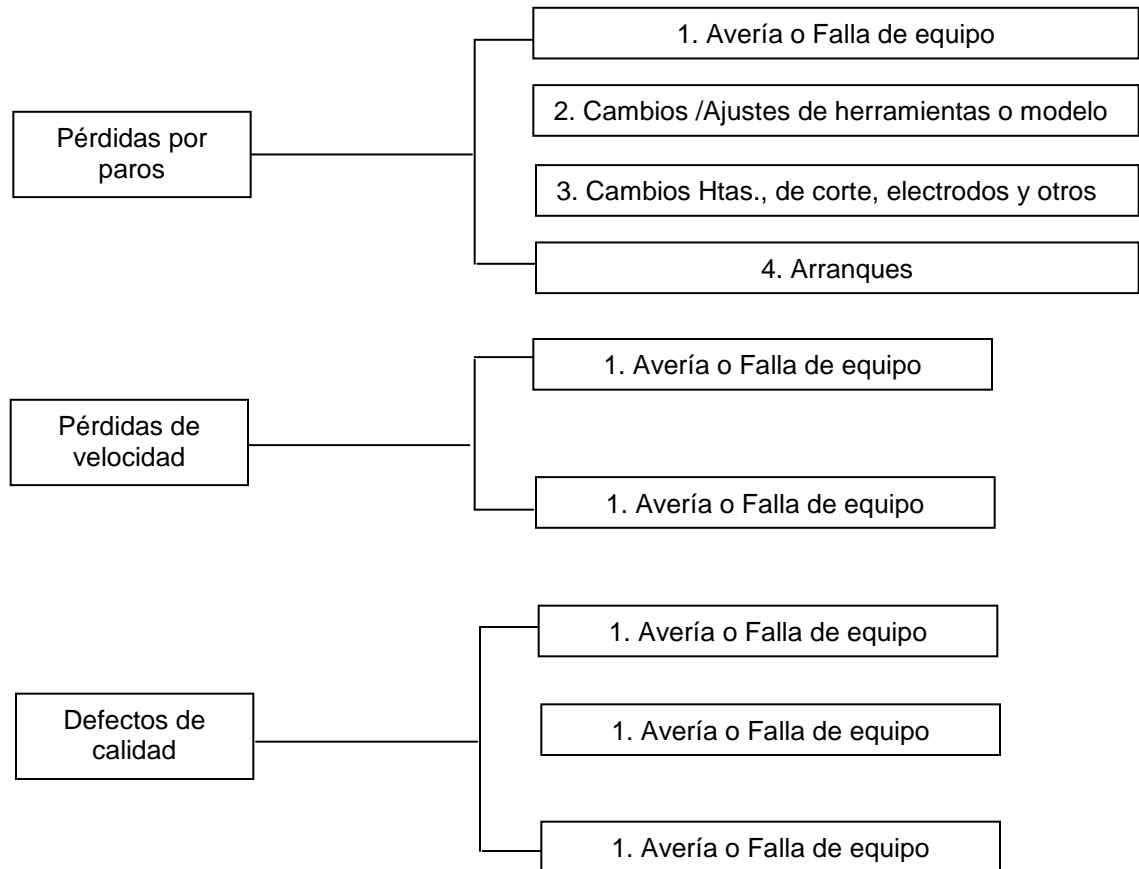 1. Avería o Falla de equipo
2. Cambios /Ajustes de herramientas o modelo
Pérdidas por
paros
3. Cambios Htas., de corte, electrodos y otros
4. Arranques
1. Avería o Falla de equipo
Pérdidas de
velocidad
1. Avería o Falla de equipo
1. Avería o Falla de equipo
Defectos de
calidad
1. Avería o Falla de equipo
1. Avería o Falla de equipo